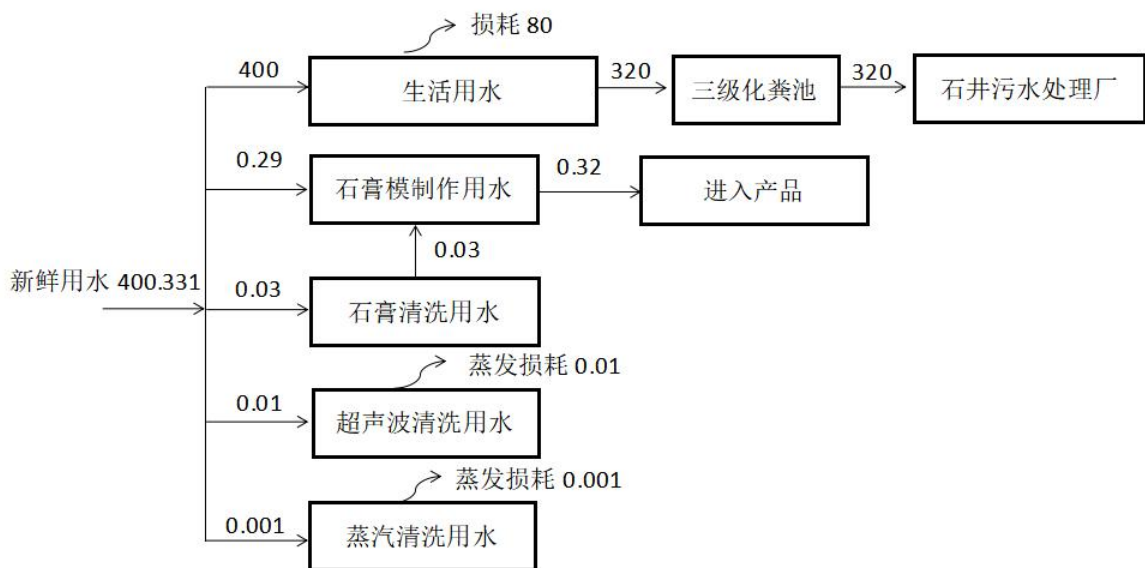 损耗 80
400
生活用水
320
三级化粪池
320
石井污水处理厂
0.29
石膏模制作用水
0.32
进入产品
0.03
新鲜用水 400.331
0.03
石膏清洗用水
蒸发损耗 0.01
0.01
超声波清洗用水
蒸发损耗 0.001
0.001
蒸汽清洗用水